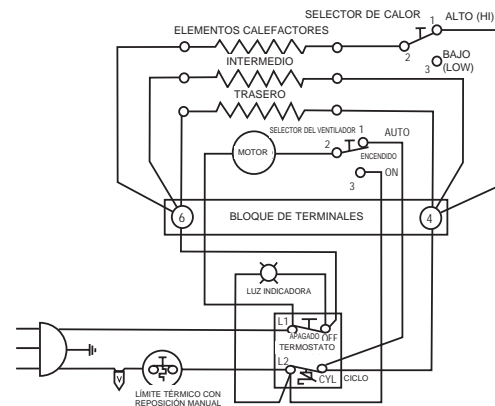 SELECTOR DE CALOR
1 ALTO (HI)
ELEMENTOS CALEFACTORES
2
BAJO
3 (LOW)
INTERMEDIO
TRASERO
SELECTOR DEL VENTILADOR 1 AUTO
MOTOR
2
ENCENDIDO
ON
3
6 BLOQUE DE TERMINALES 4
LUZ INDICADORA
L1
APAGADO OFF
TERMOSTATO
L2
CYL CICLO
V
LÍMITE TÉRMICO CON
REPOSICIÓN MANUAL